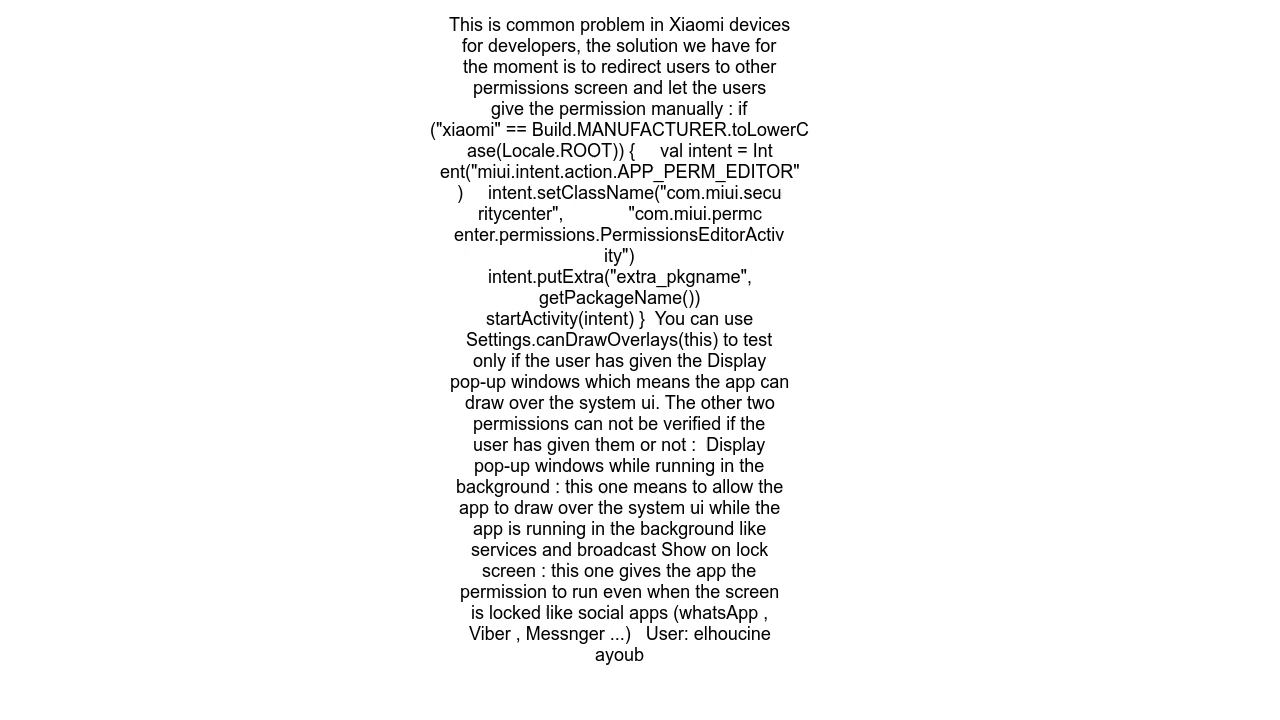 This is common problem in Xiaomi devices
for developers, the solution we have for
the moment is to redirect users to other
permissions screen and let the users
give the permission manually : if
("xiaomi" == Build.MANUFACTURER.toLowerC
ase(Locale.ROOT)) {     val intent = Int
ent("miui.intent.action.APP_PERM_EDITOR"
)     intent.setClassName("com.miui.secu
ritycenter",             "com.miui.permc
enter.permissions.PermissionsEditorActiv
ity")
intent.putExtra("extra_pkgname",
getPackageName())
startActivity(intent) }  You can use
Settings.canDrawOverlays(this) to test
only if the user has given the Display
pop-up windows which means the app can
draw over the system ui. The other two
permissions can not be verified if the
user has given them or not :  Display
pop-up windows while running in the
background : this one means to allow the
app to draw over the system ui while the
app is running in the background like
services and broadcast Show on lock
screen : this one gives the app the
permission to run even when the screen
is locked like social apps (whatsApp ,
Viber , Messnger ...)   User: elhoucine
ayoub